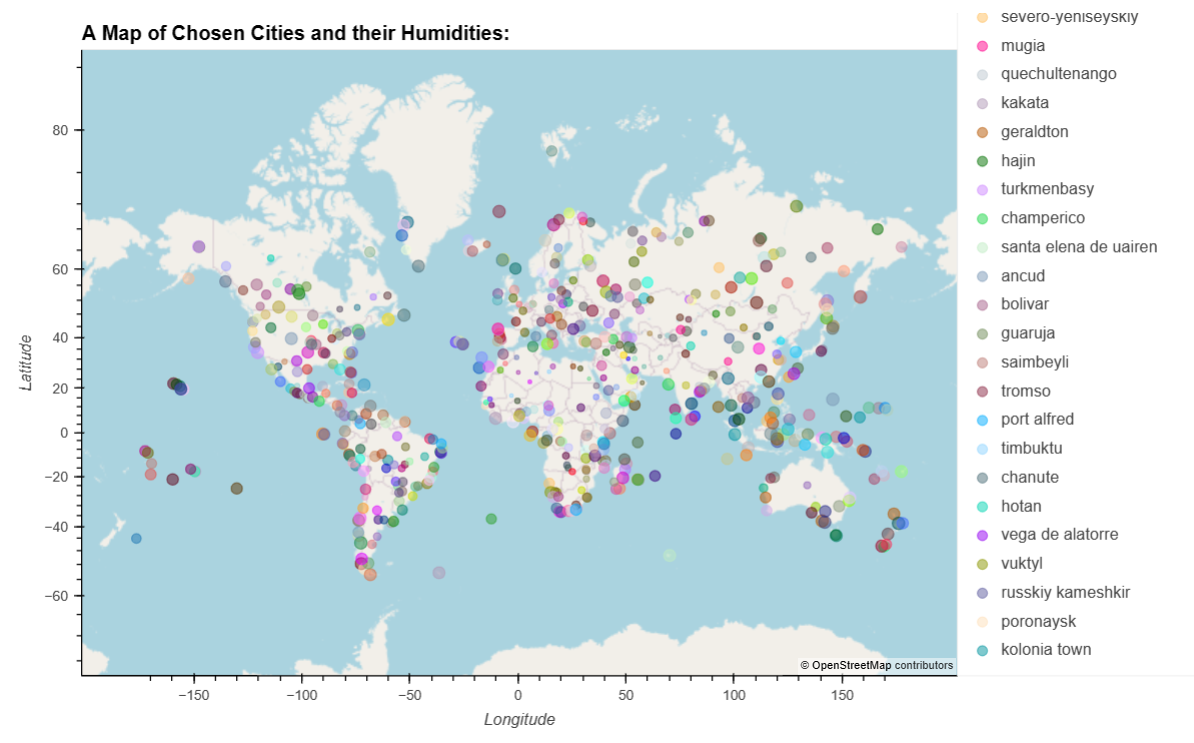 A Map of Chosen Cities and their Humidities:
severo-yeniseyskiy
mugia
quechultenango
kakata
geraldton
hajin
turkmenbasy
champerico
santa elena de uairen
ancud
bolivar
guaruja
saimbeyli
tromso
port alfred
timbuktu
chanute
hotan
vega de alatorre
vuktyl
russkiy kameshkir
poronaysk
kolonia town
80
60
40
20
0
−20
−40
−60
Latitude
© OpenStreetMap contributors
−150
−100
−50
0
50
100
150
Longitude